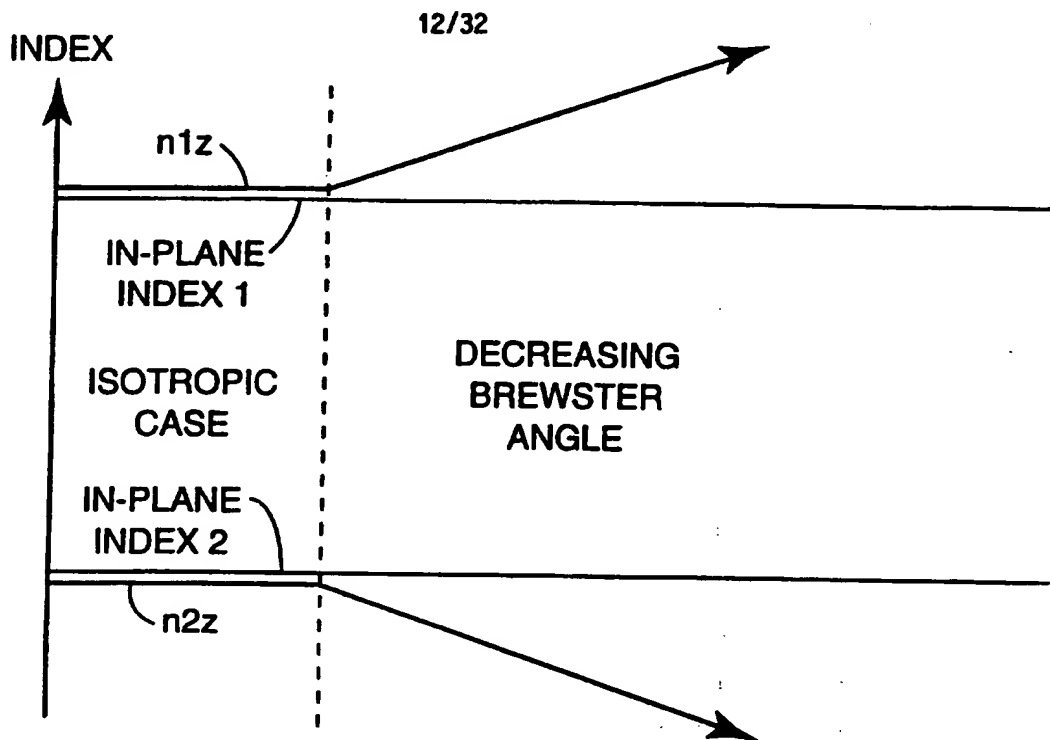 12/32
INDEX
n1z
IN-PLANE
INDEX 1
ISOTROPIC
CASE
DECREASING
BREWSTER
ANGLE
IN-PLANE
INDEX 2
n2z